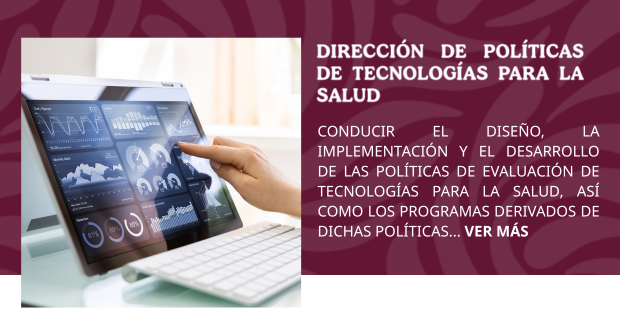 DIRECCIÓN DE POLÍTICAS
DE TECNOLOGÍAS PARA LA
SALUD
CONDUCIR EL DISEÑO, LA
IMPLEMENTACIÓN Y EL DESARROLLO
DE LAS POLÍTICAS DE EVALUACIÓN DE
TECNOLOGÍAS PARA LA SALUD, ASÍ
COMO LOS PROGRAMAS DERIVADOS DE
DICHAS POLÍTICAS... VER MÁS